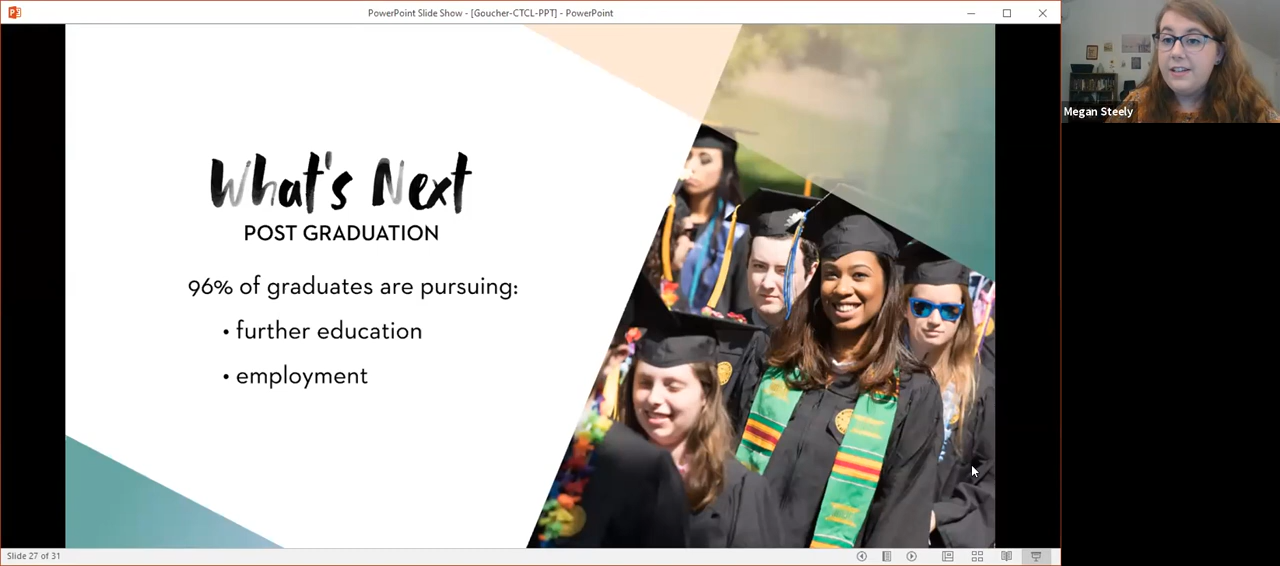 PowerPoint Slide Show - [Goucher-CTCL-PPT] - PowerPoint
Megan Steely
What's Next
POST GRADUATION
96% of graduates are pursuing:
• further education
• employment
Slide 27 of 31